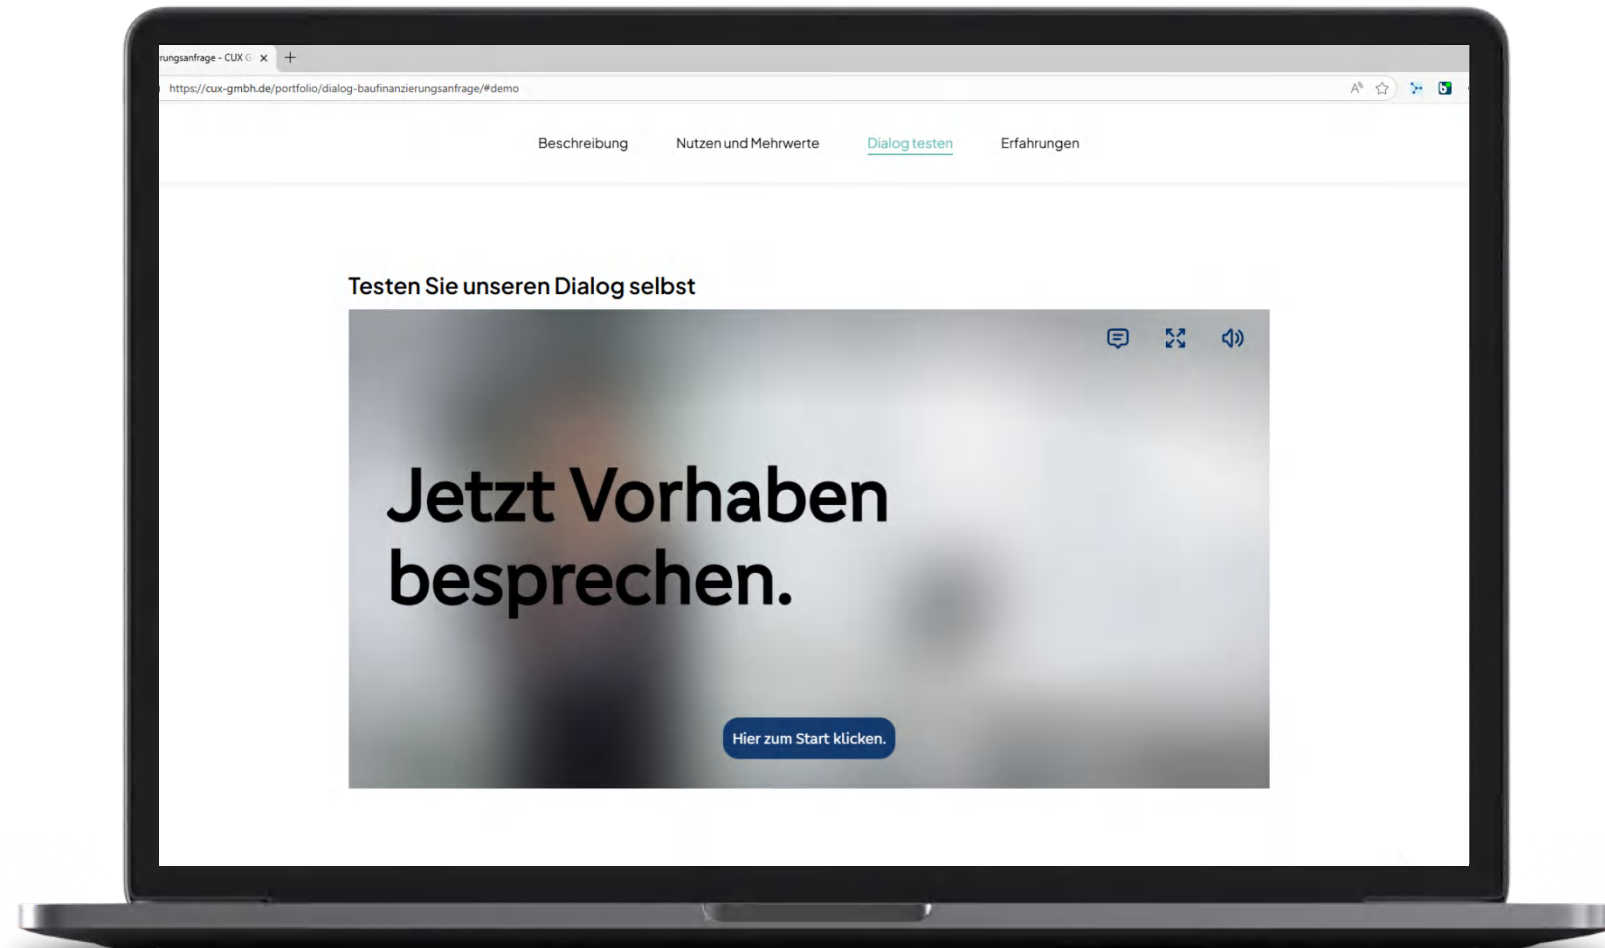 rungsanfrage - CUX G
https://cux-gmbh.de/portfolio/dialog-baufinanzierungsanfrage/#demo
Beschreibung Nutzen und Mehrwerte Dialog testen Erfahrungen
Testen Sie unseren Dialog selbst
Jetzt Vorhaben
besprechen.
Hier zum Start klicken.